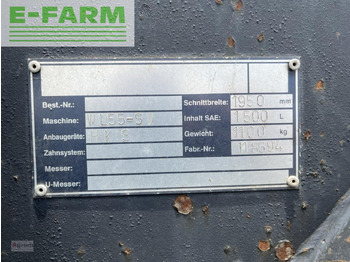 E-FARM
Best.-Nr.: Schnittbreite: 1950 mm
Maschine: Inhalt SAE: 1500 L
Anbaugeräte: Gewicht: 1100 kg
Zahnsystem: Fabr.-Nr.:
Messer:
U-Messer: